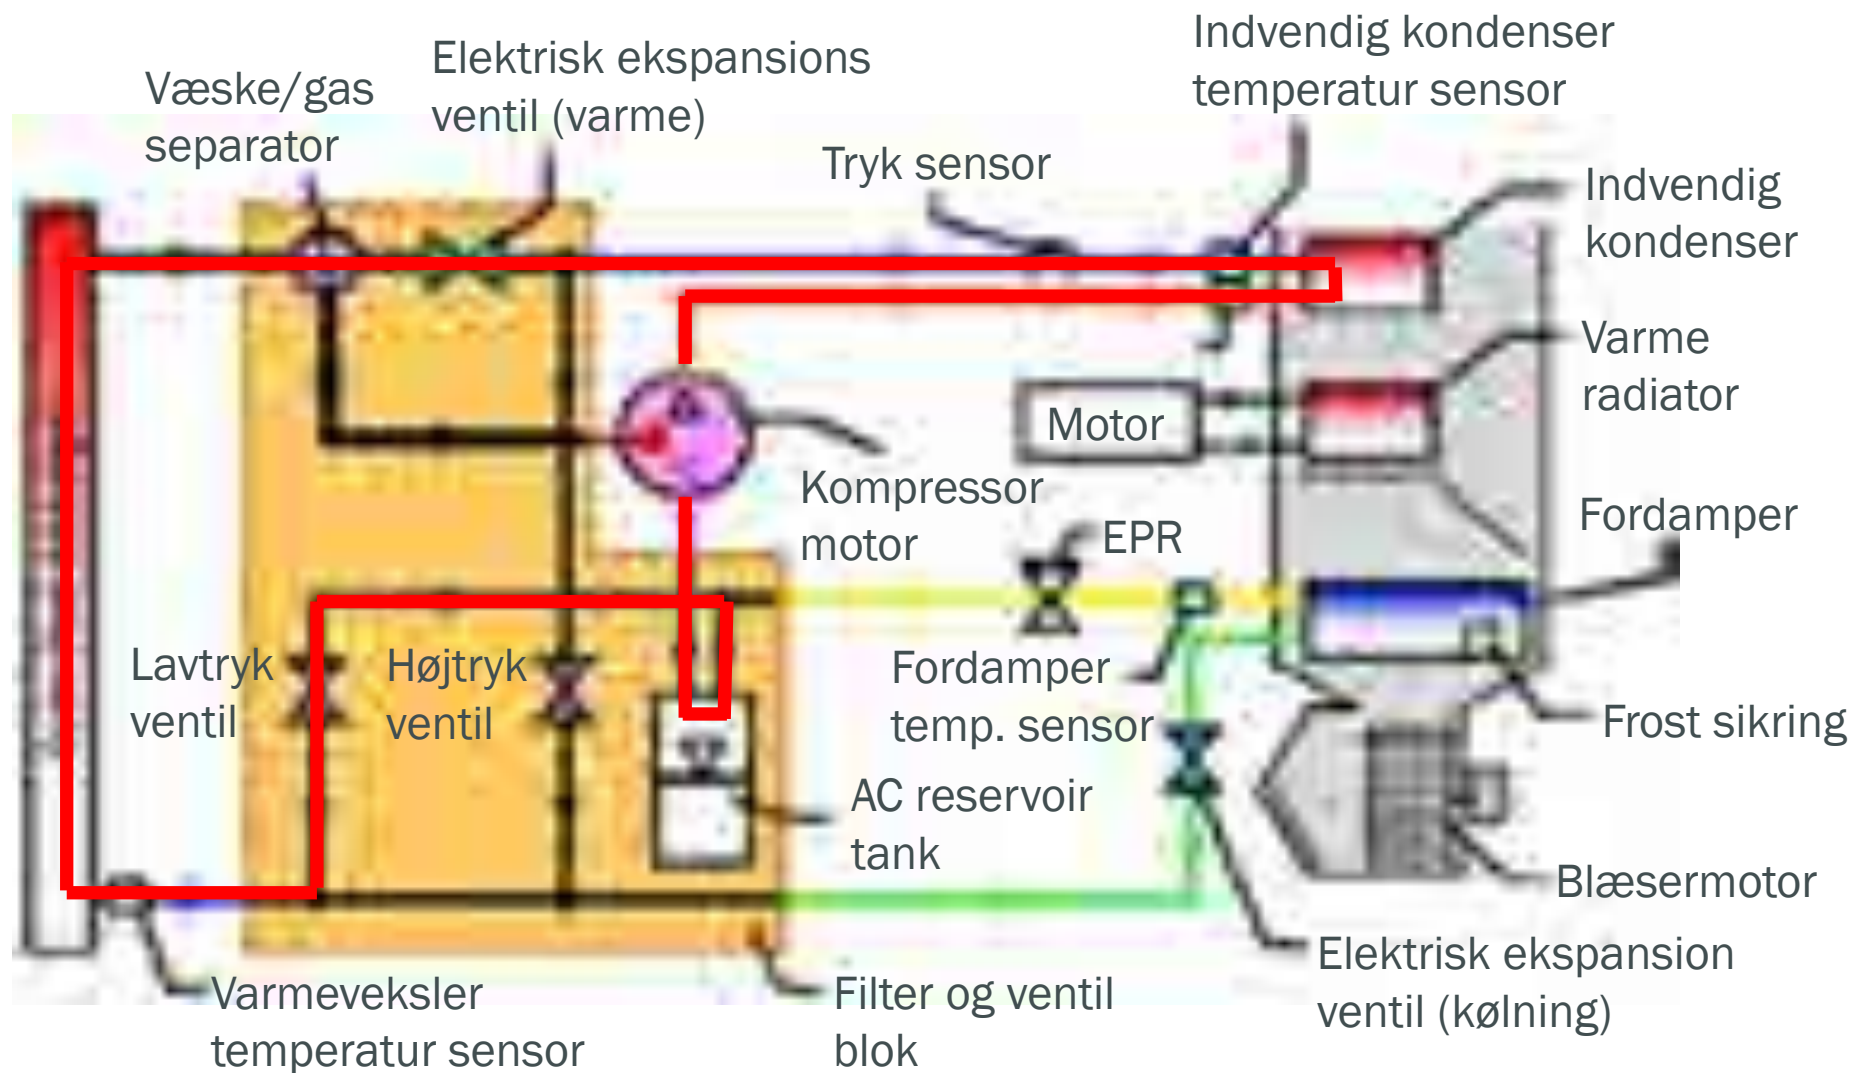 Indvendig kondenser
temperatur sensor
Elektrisk ekspansions
ventil (varme)
Væske/gas
separator
Tryk sensor
Indvendig
kondenser
Varme
radiator
Motor
Kompressor
motor
EPR
Fordamper
Lavtryk
ventil
Højtryk
ventil
Fordamper
temp. sensor
Frost sikring
AC reservoir
tank
Blæsermotor
Elektrisk ekspansion
ventil (kølning)
Varmeveksler
temperatur sensor
Filter og ventil
blok